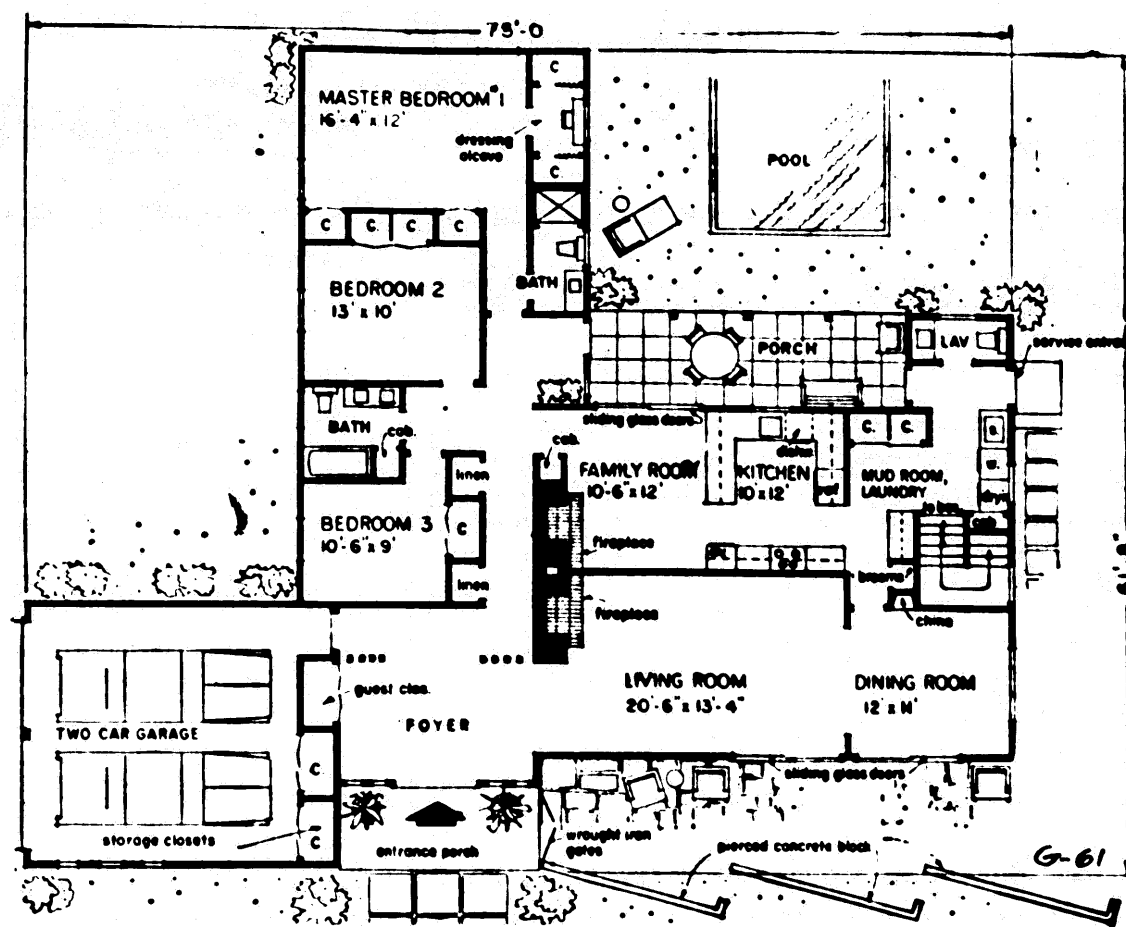 75'-0
C
MASTER BEDROOM #1
16'-4" x 12'
dressing
alcove
C
POOL
C
C
C
C
BATH
BEDROOM 2
13' x 10'
PORCH
LAV
BATH
cab.
sliding glass doors
cab.
dishw
C.
C.
S.
W.
linen
FAMILY ROOM
10'-6" x 12'
KITCHEN
10' x 12'
ref
MUD ROOM,
LAUNDRY
drye
cab
BEDROOM 3
10'-6" x 9'
C
fireplace
linen
brooms
fireplace
china
guest clos.
LIVING ROOM
20'-6" x 13'-4"
DINING ROOM
12' x 11'
FOYER
TWO CAR GARAGE
C
sliding glass doors
storage closets
C
entrance porch
wrought iron
gates
pierced concrete block
G-61